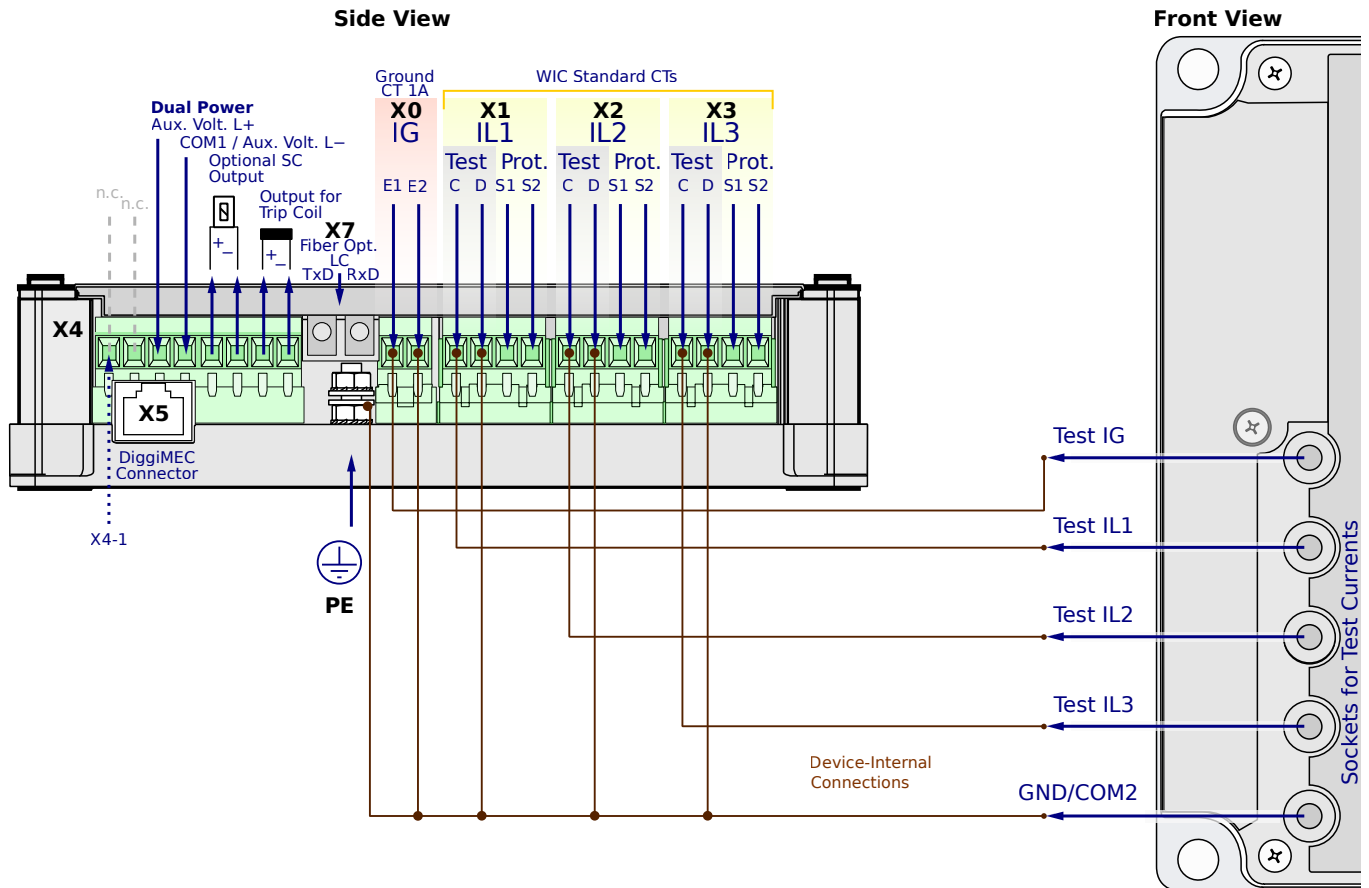 Side View
Front View
Ground
CT 1A
WIC Standard CTs
X0
IG
X1
IL1
X2
IL2
X3
IL3
Test Prot.
Test Prot.
Test Prot.
E1 E2
C D S1 S2
C D S1 S2
C D S1 S2
Dual Power
Aux. Volt. L+
COM1 / Aux. Volt. L−
Optional SC
Output
n.c.
n.c.
Output for
Trip Coil
+ −
+ −
X7
Fiber Opt.
LC
TxD RxD
X4
X5
DiggiMEC
Connector
X4-1
PE
Test IG
Test IL1
Test IL2
Test IL3
GND/COM2
Device-Internal
Connections
Sockets for Test Currents